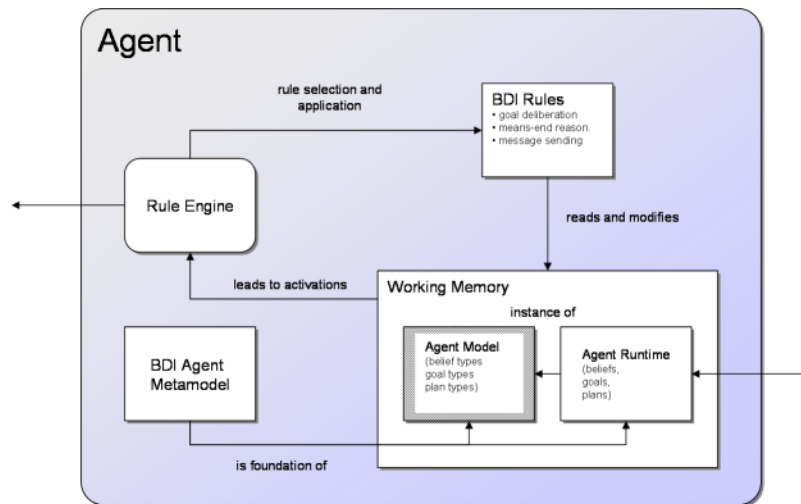 Agent
rule selection and
application
BDI Rules
• goal deliberation
• means-end reason.
• message sending
Rule Engine
reads and modifies
leads to activations
Working Memory
instance of
Agent Model
(belief types
goal types
plan types)
Agent Runtime
(beliefs,
goals,
plans)
BDI Agent
Metamodel
is foundation of